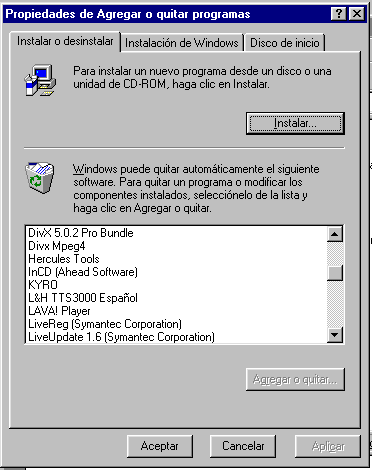 Propiedades de Agregar o quitar programas
Instalar o desinstalar
Instalación de Windows
Disco de inicio
Para instalar un nuevo programa desde un disco o una
unidad de CD-ROM, haga clic en Instalar.
Instalar...
Windows puede quitar automáticamente el siguiente
software. Para quitar un programa o modificar los
componentes instalados, selecciónelo de la lista y
haga clic en Agregar o quitar.
DivX 5.0.2 Pro Bundle
Divx Mpeg4
Hercules Tools
InCD (Ahead Software)
KYRO
L&H TTS3000 Español
LAVA! Player
LiveReg (Symantec Corporation)
LiveUpdate 1.6 (Symantec Corporation)
Agregar o quitar...
Aceptar
Cancelar
Aplicar